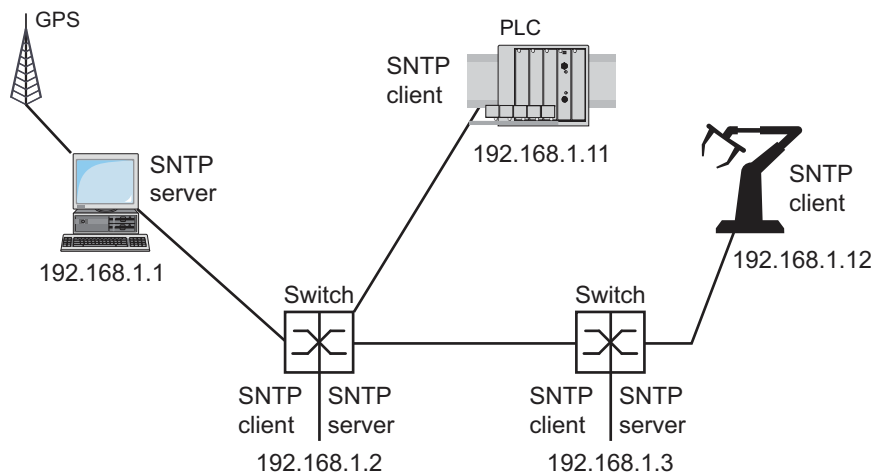 GPS
PLC
SNTP
client
192.168.1.11
SNTP
server
192.168.1.1
SNTP
client
192.168.1.12
Switch
Switch
SNTP
client
SNTP
server
192.168.1.2
SNTP
client
SNTP
server
192.168.1.3